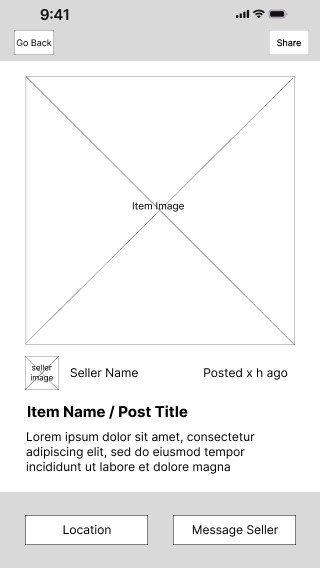 9:41
Go Back
Share
Item Image
seller
image
Seller Name
Posted x h ago
Item Name / Post Title
Lorem ipsum dolor sit amet, consectetur
adipiscing elit, sed do eiusmod tempor
incididunt ut labore et dolore magna
Location
Message Seller